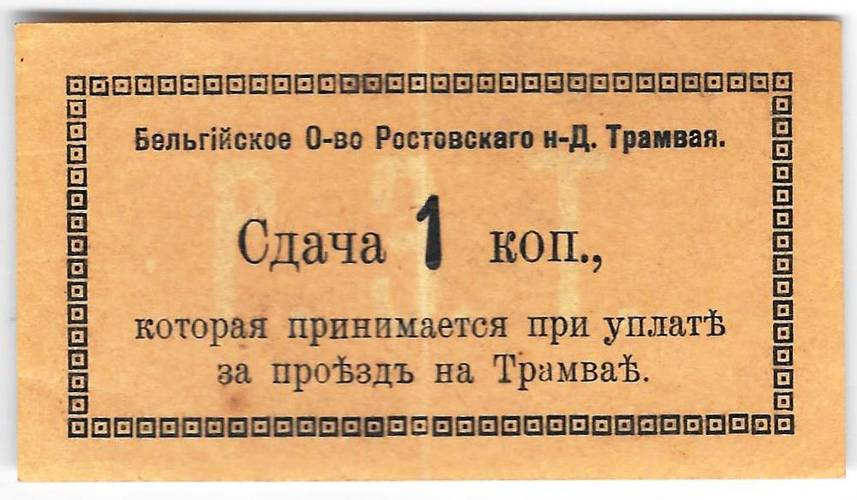 Бельгійское О-во Ростовскаго н-Д. Трамвая.
Сдача 1 коп.,
которая принимается при уплатѣ
за проѣздъ на Трамваѣ.
Р Э Т